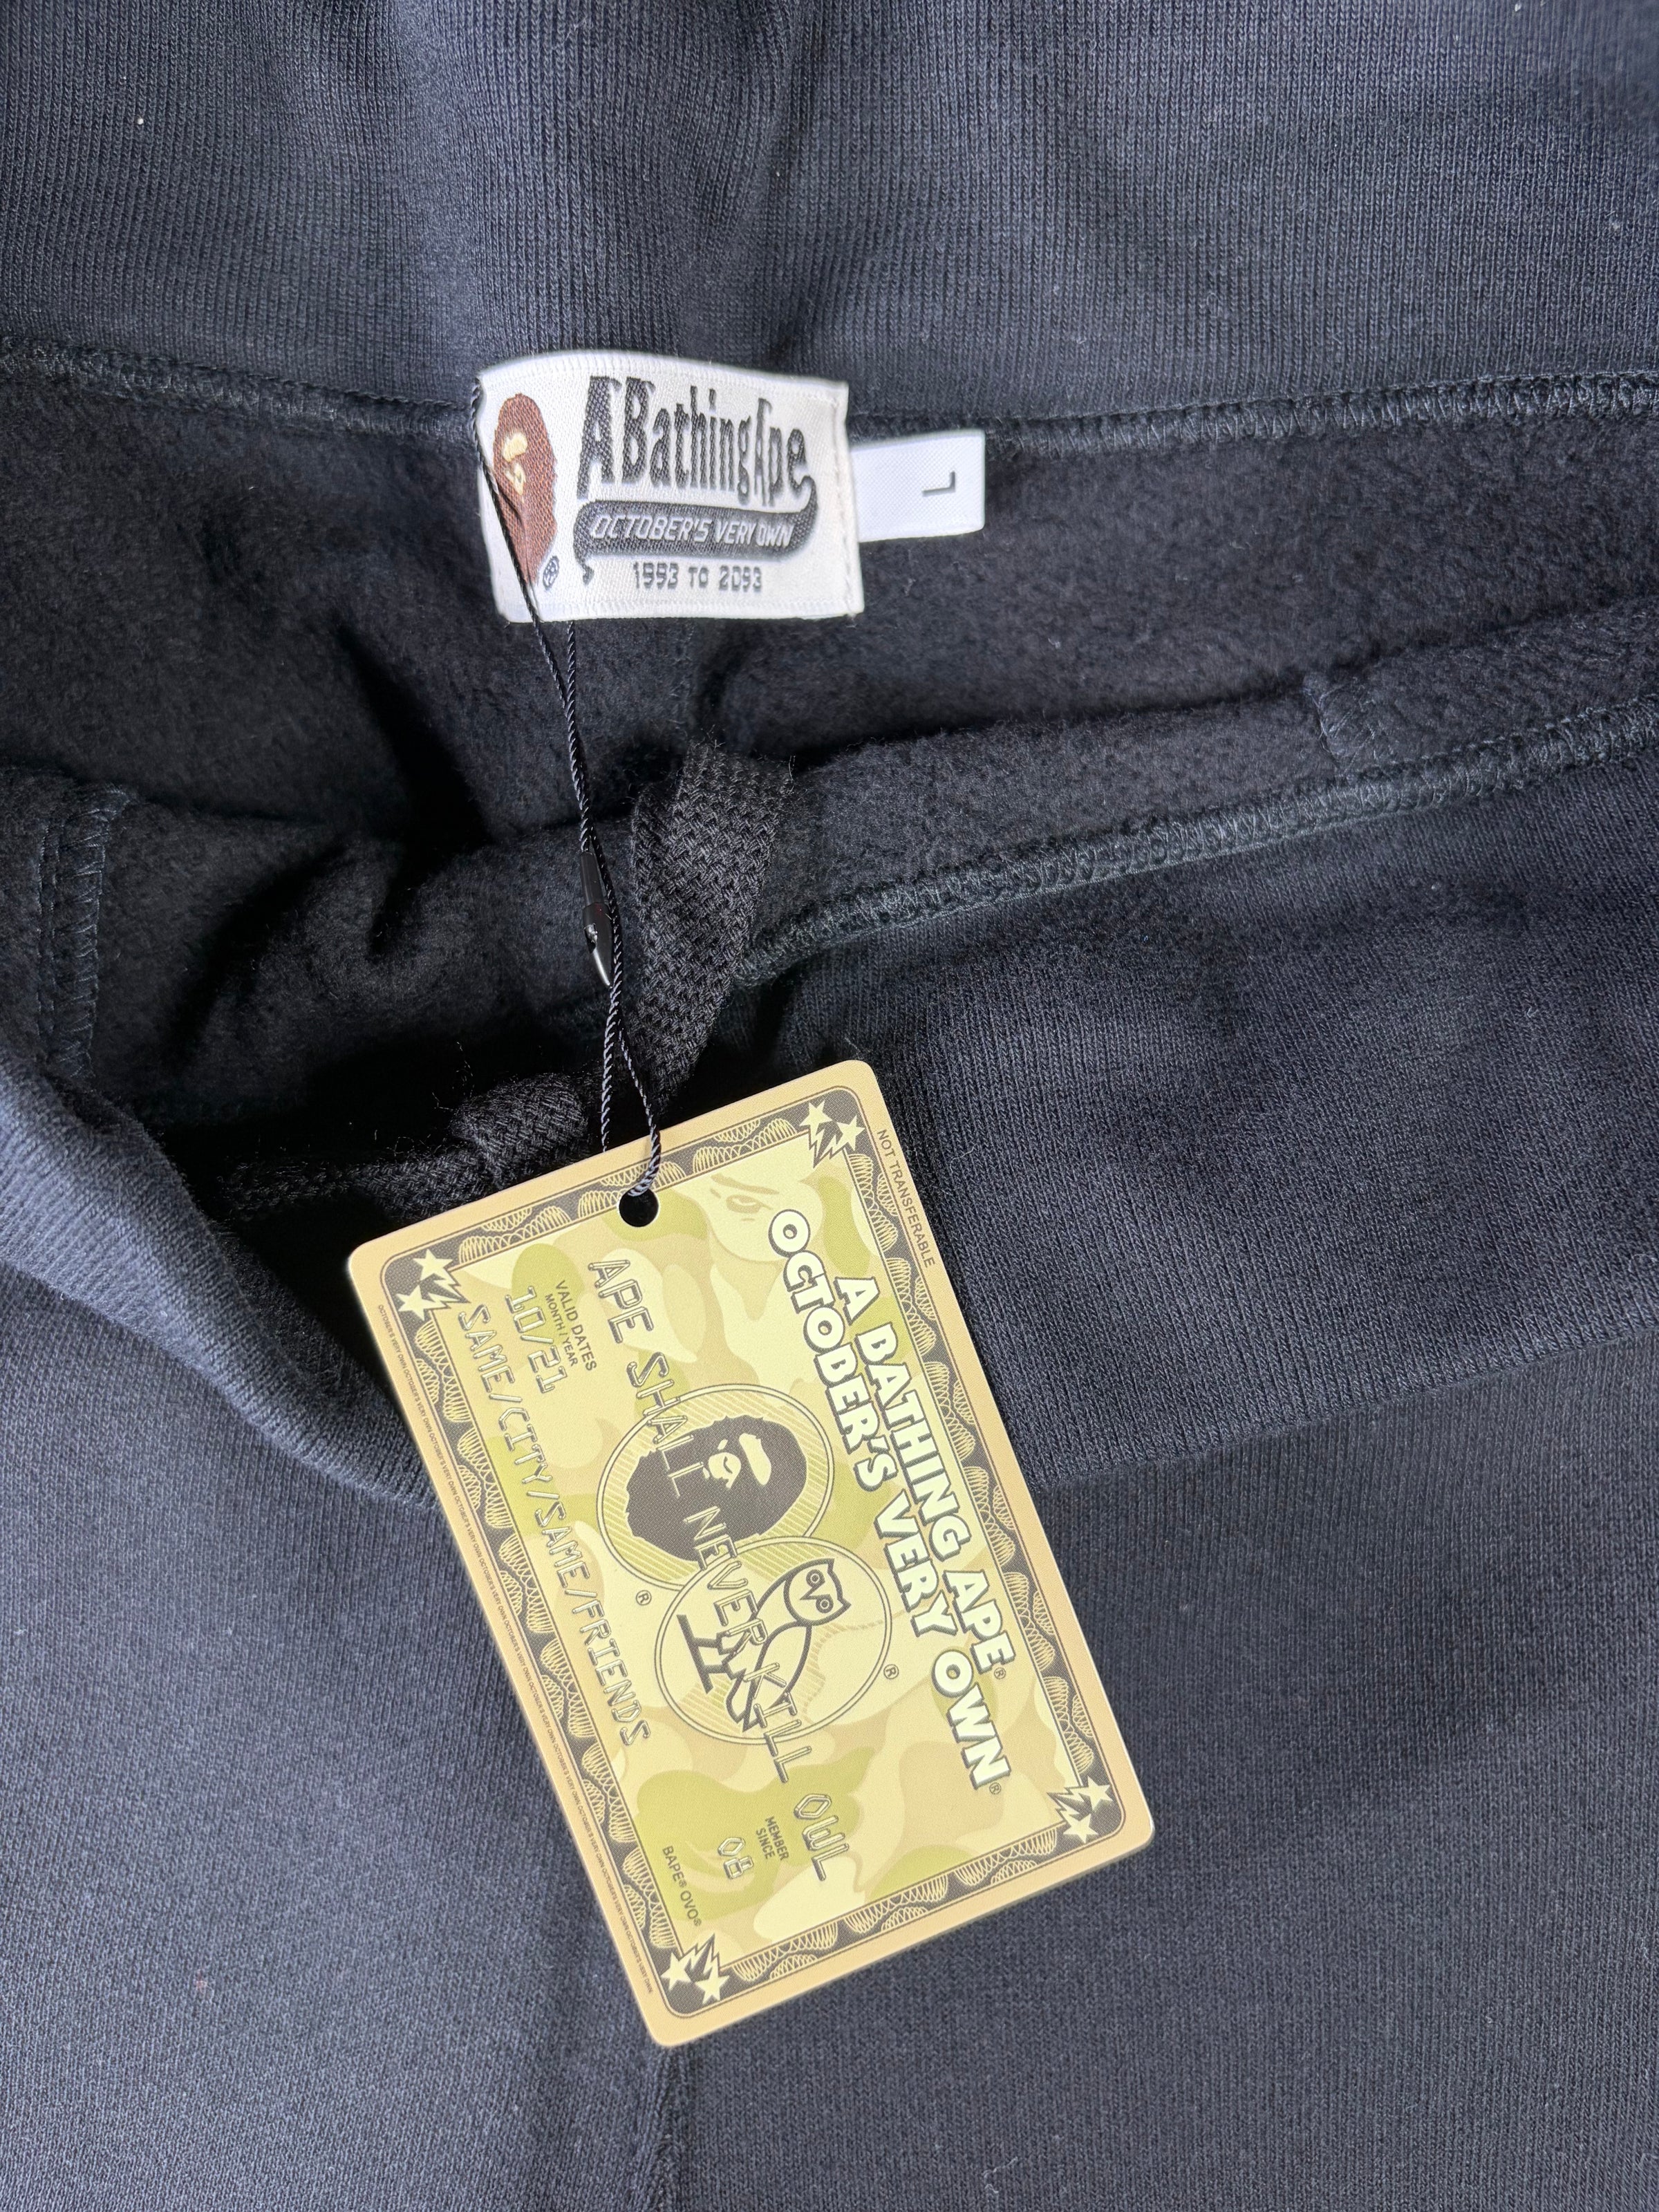 ABathingApe
OCTOBER'S VERY OWN
1993 TO 2093
®
L
NOT TRANSFERABLE
A BATHING APE®
OCTOBER'S VERY OWN®
APE SHALL NEVER KILL OWL
VALID DATES
MONTH / YEAR
10/21
MEMBER
SINCE
08
SAME/CITY/SAME/FRIENDS
BAPE® OVO®
®
®